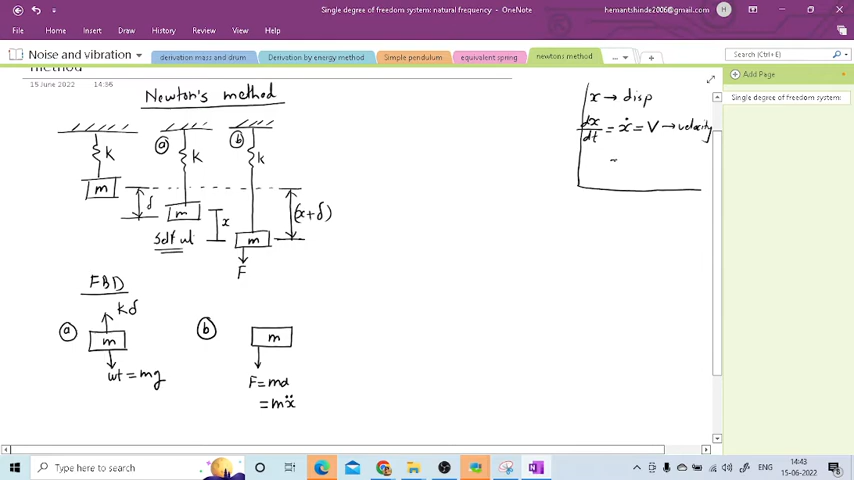 Single degree of freedom system: natural frequency - OneNote
hemantshinde2006@gmail.com
H
File Home Insert Draw History Review View Help
Noise and vibration
derivation mass and drum
Derivation by energy method
Simple pendulum
equivalent spring
newtons method
Search (Ctrl+E)
method
15 June 2022 14:36
Add Page
Single degree of freedom system:
Newton's method
x → disp
dx/dt = ẋ = V → velocity
=
a
b
K
K
K
m
δ
m
x
(x+δ)
Self wt
m
F
FBD
Kδ
a
m
wt = mg
b
m
F = ma
= mẍ
Type here to search
ENG
14:43
15-06-2022